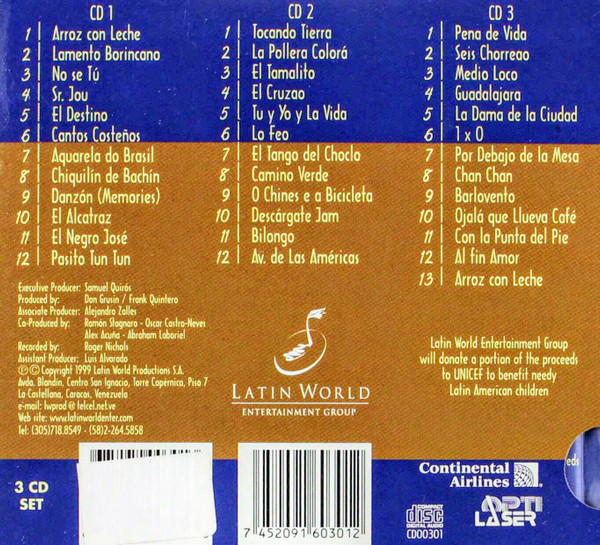 CD 1
1 Arroz con Leche
2 Lamento Borincano
3 No se Tú
4 Sr. Jou
5 El Destino
6 Cantos Costeños
7 Aquarela do Brasil
8 Chiquilín de Bachín
9 Danzón (Memories)
10 El Alcatraz
11 El Negro José
12 Pasito Tun Tun
CD 2
1 Tocando Tierra
2 La Pollera Colorá
3 El Tamalito
4 El Cruzao
5 Tu y Yo y La Vida
6 Lo Feo
7 El Tango del Choclo
8 Camino Verde
9 O Chines e a Bicicleta
10 Descárgate Jam
11 Bilongo
12 Av. de Las Américas
CD 3
1 Pena de Vida
2 Seis Chorreao
3 Medio Loco
4 Guadalajara
5 La Dama de la Ciudad
6 1 x 0
7 Por Debajo de la Mesa
8 Chan Chan
9 Barlovento
10 Ojalá que Llueva Café
11 Con la Punta del Pie
12 Al fin Amor
13 Arroz con Leche
Executive Producer: Samuel Quirós
Produced by: Don Grusin / Frank Quintero
Associate Producer: Alejandro Zalles
Co-Produced by: Ramón Stagnaro - Oscar Castro-Neves
Alex Acuña - Abraham Laboriel
Recorded by: Roger Nichols
Assistant Producer: Luis Alvarado
℗ © Copyright 1999 Latin World Productions S.A.
Avda. Blandín, Centro San Ignacio, Torre Copérnico, Piso 7
La Castellana, Caracas, Venezuela
e-mail: lwprod@telcel.net.ve
Web site: www.latinworldenter.com
Tel: (305)718.8549 - (58)2-264.5858
LATIN WORLD
ENTERTAINMENT GROUP
Latin World Entertainment Group
will donate a portion of the proceeds
to UNICEF to benefit needy
Latin American children
3 CD
SET
7 452091 603012
Continental
Airlines
COMPACT
disc
DIGITAL AUDIO
CD00301
OPTI
LASER
eds